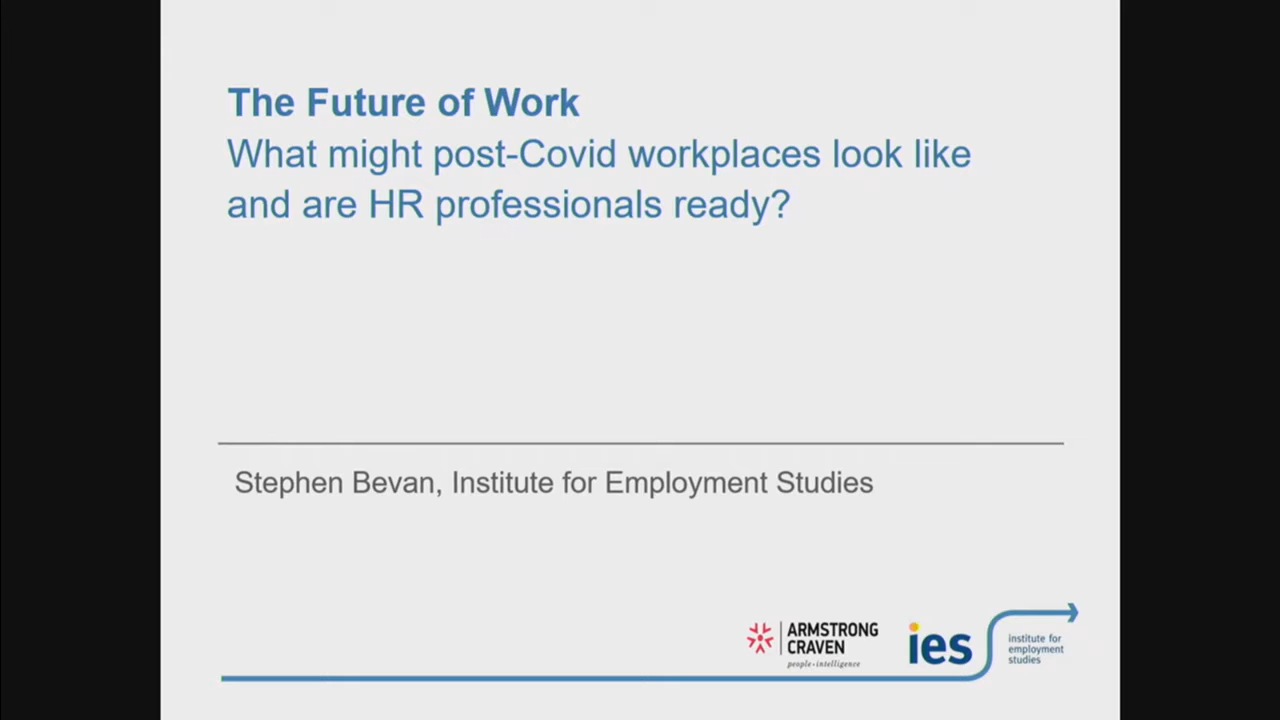 The Future of Work
What might post-Covid workplaces look like
and are HR professionals ready?
Stephen Bevan, Institute for Employment Studies
ARMSTRONG
CRAVEN
people•intelligence
ies
institute for
employment
studies